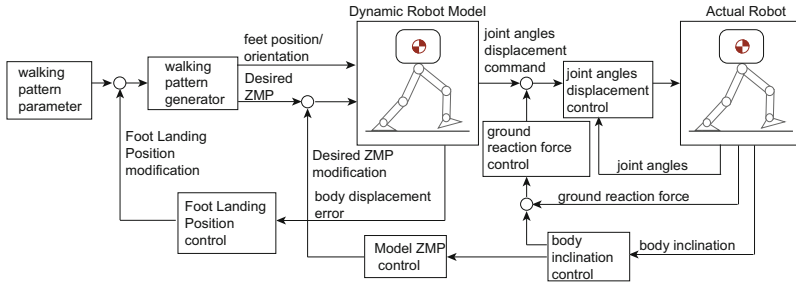 Dynamic Robot Model
Actual Robot
walking
pattern
parameter
walking
pattern
generator
feet position/
orientation
Desired
ZMP
joint angles
displacement
command
joint angles
displacement
control
Foot Landing
Position
modification
Desired ZMP
modification
ground
reaction force
control
joint angles
body displacement
error
ground reaction force
Foot Landing
Position
control
Model ZMP
control
body
inclination
control
body inclination